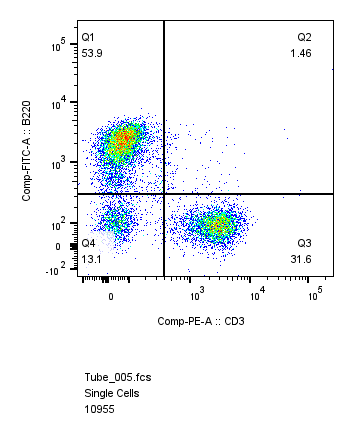 Q1
53.9
Q2
1.46
10^5
10^4
10^3
10^2
0
-10^2
Comp-FITC-A :: B220
Q4
13.1
Q3
31.6
0
10^3
10^4
10^5
Comp-PE-A :: CD3
Tube_005.fcs
Single Cells
10955